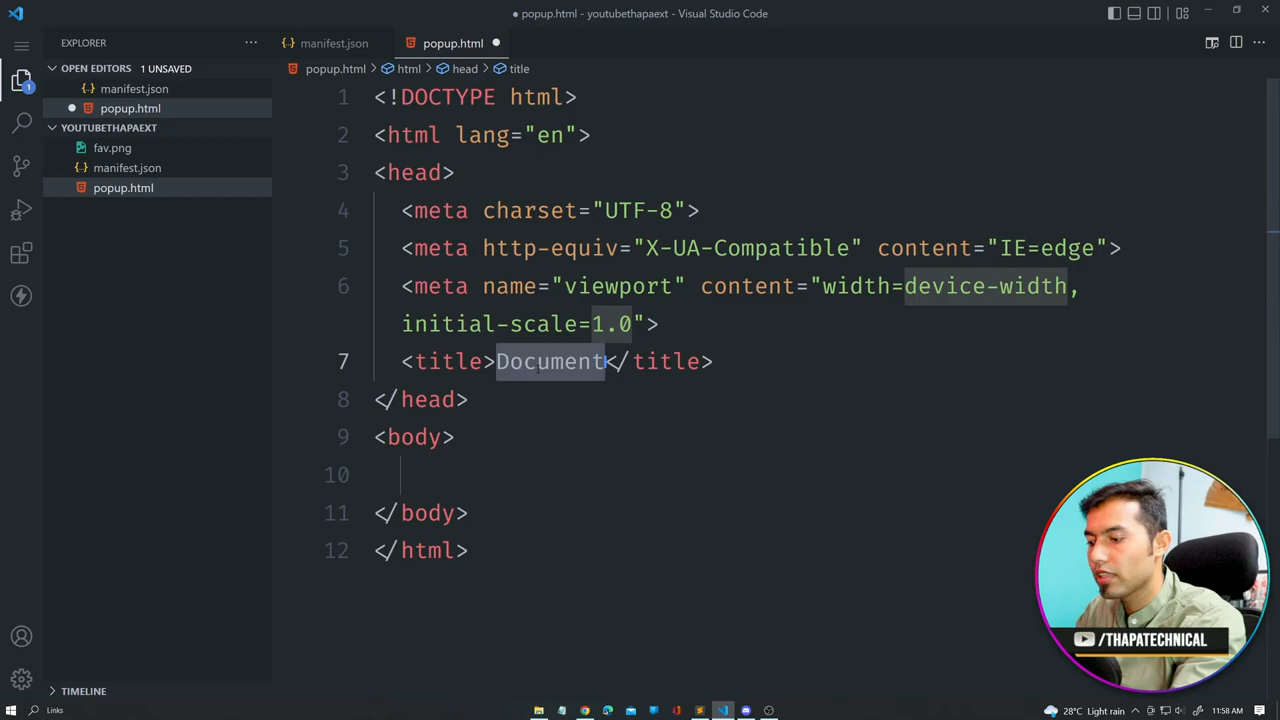 popup.html - youtubethapaext - Visual Studio Code
EXPLORER
manifest.json
popup.html
OPEN EDITORS
1 UNSAVED
popup.html
html
head
title
manifest.json
popup.html
YOUTUBETHAPAEXT
fav.png
manifest.json
popup.html
1 <!DOCTYPE html>
2 <html lang="en">
3 <head>
4 <meta charset="UTF-8">
5 <meta http-equiv="X-UA-Compatible" content="IE=edge">
6 <meta name="viewport" content="width=device-width,
initial-scale=1.0">
7 <title>Document</title>
8 </head>
9 <body>
10
11 </body>
12 </html>
1
/THAPATECHNICAL
TIMELINE
Links
28°C Light rain
11:58 AM